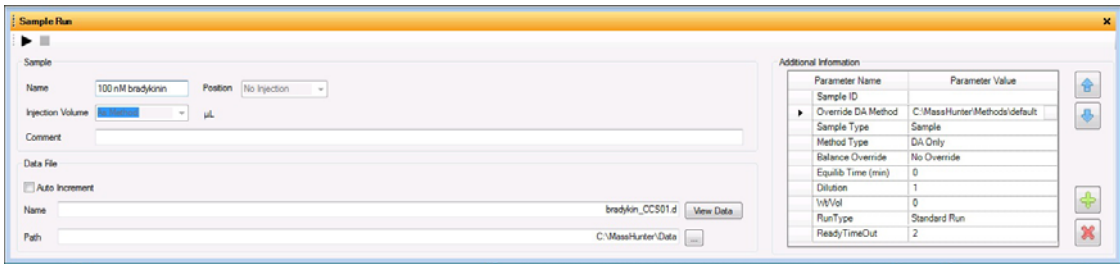 Sample Run
Sample
Name 100 nM bradykinin Position No Injection
Injection Volume As Method µL
Comment
Data File
Auto Increment
Name bradykin_CCS01.d View Data
Path C:\MassHunter\Data ...
Additional Information
Parameter Name Parameter Value
Sample ID
Override DA Method C:\MassHunter\Methods\default
Sample Type Sample
Method Type DA Only
Balance Override No Override
Equilib Time (min) 0
Dilution 1
Wt/Vol 0
RunType Standard Run
ReadyTimeOut 2